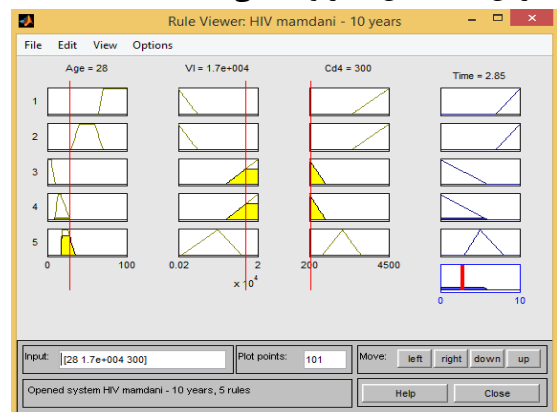 Rule Viewer: HIV mamdani - 10 years
File Edit View Options
Age = 28 Vl = 1.7e+004 Cd4 = 300 Time = 2.85
1
2
3
4
5
0 100 0.02 2 200 4500
x 10^4
0 10
Input: [28 1.7e+004 300] Plot points: 101 Move: left right down up
Opened system HIV mamdani - 10 years, 5 rules Help Close